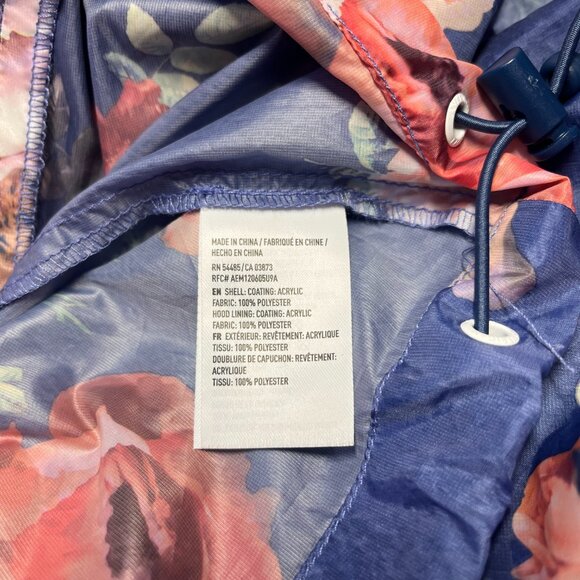 MADE IN CHINA / FABRIQUÉ EN CHINE /
HECHO EN CHINA
RN 54485/CA 03873
RFC# AEM120605U9A
EN SHELL: COATING: ACRYLIC
FABRIC: 100% POLYESTER
HOOD LINING: COATING: ACRYLIC
FABRIC: 100% POLYESTER
FR EXTÉRIEUR: REVÊTEMENT: ACRYLIQUE
TISSU: 100% POLYESTER
DOUBLURE DE CAPUCHON: REVÊTEMENT:
ACRYLIQUE
TISSU: 100% POLYESTER